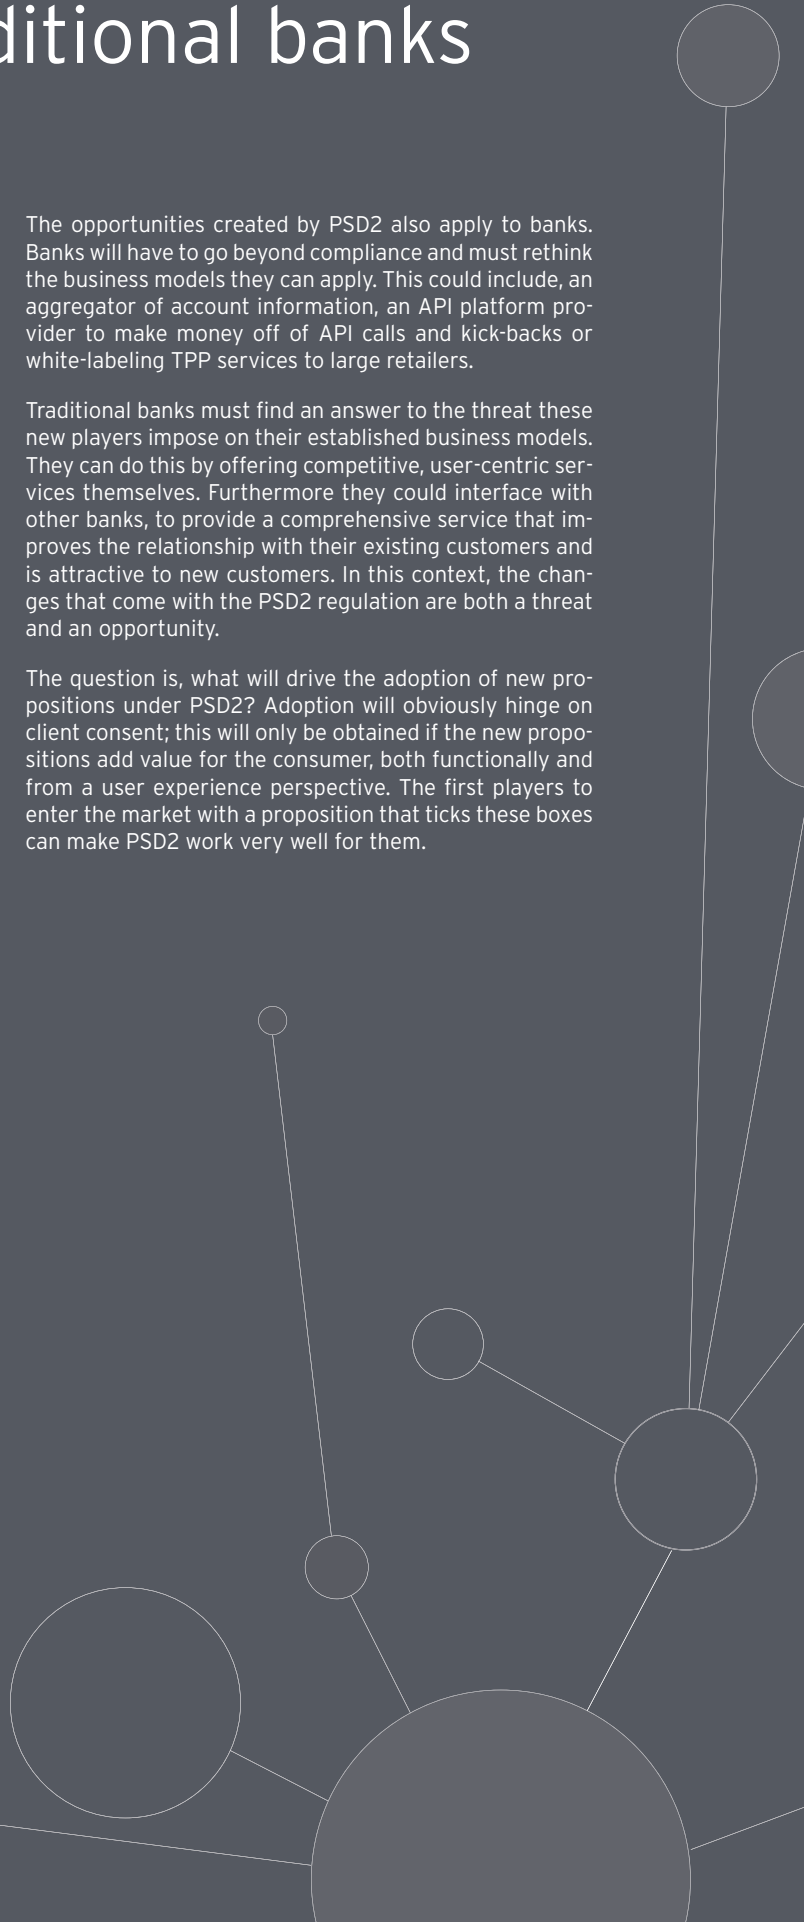 ditional banks
The opportunities created by PSD2 also apply to banks.
Banks will have to go beyond compliance and must rethink
the business models they can apply. This could include, an
aggregator of account information, an API platform pro-
vider to make money off of API calls and kick-backs or
white-labeling TPP services to large retailers.
Traditional banks must find an answer to the threat these
new players impose on their established business models.
They can do this by offering competitive, user-centric ser-
vices themselves. Furthermore they could interface with
other banks, to provide a comprehensive service that im-
proves the relationship with their existing customers and
is attractive to new customers. In this context, the chan-
ges that come with the PSD2 regulation are both a threat
and an opportunity.
The question is, what will drive the adoption of new pro-
positions under PSD2? Adoption will obviously hinge on
client consent; this will only be obtained if the new propo-
sitions add value for the consumer, both functionally and
from a user experience perspective. The first players to
enter the market with a proposition that ticks these boxes
can make PSD2 work very well for them.